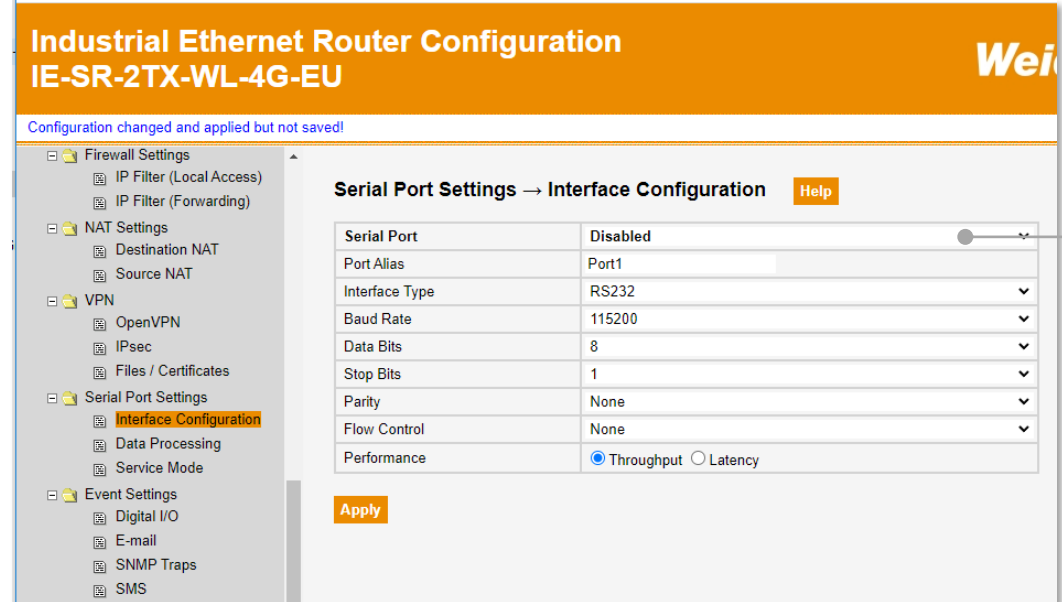 Industrial Ethernet Router Configuration
IE-SR-2TX-WL-4G-EU
Configuration changed and applied but not saved!
Firewall Settings
IP Filter (Local Access)
IP Filter (Forwarding)
NAT Settings
Destination NAT
Source NAT
VPN
OpenVPN
IPsec
Files / Certificates
Serial Port Settings
Interface Configuration
Data Processing
Service Mode
Event Settings
Digital I/O
E-mail
SNMP Traps
SMS
Serial Port Settings → Interface Configuration Help
Serial Port Disabled
Port Alias Port1
Interface Type RS232
Baud Rate 115200
Data Bits 8
Stop Bits 1
Parity None
Flow Control None
Performance Throughput Latency
Apply